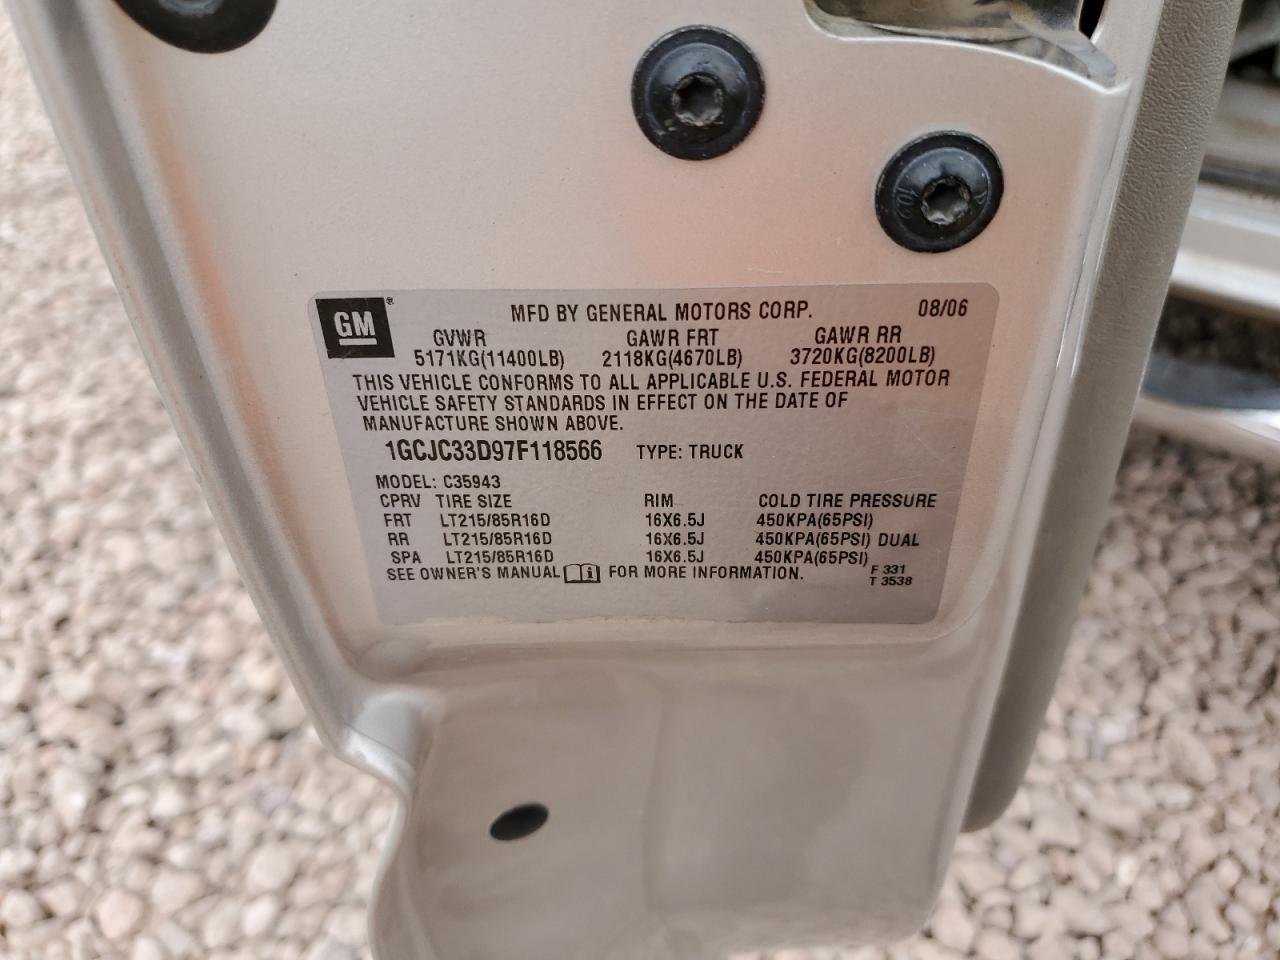 GM ®
MFD BY GENERAL MOTORS CORP. 08/06
GVWR GAWR FRT GAWR RR
5171KG(11400LB) 2118KG(4670LB) 3720KG(8200LB)
THIS VEHICLE CONFORMS TO ALL APPLICABLE U.S. FEDERAL MOTOR
VEHICLE SAFETY STANDARDS IN EFFECT ON THE DATE OF
MANUFACTURE SHOWN ABOVE.
1GCJC33D97F118566 TYPE: TRUCK
MODEL: C35943
CPRV TIRE SIZE RIM COLD TIRE PRESSURE
FRT LT215/85R16D 16X6.5J 450KPA(65PSI)
RR LT215/85R16D 16X6.5J 450KPA(65PSI) DUAL
SPA LT215/85R16D 16X6.5J 450KPA(65PSI)
SEE OWNER'S MANUAL FOR MORE INFORMATION. F 331
T 3538